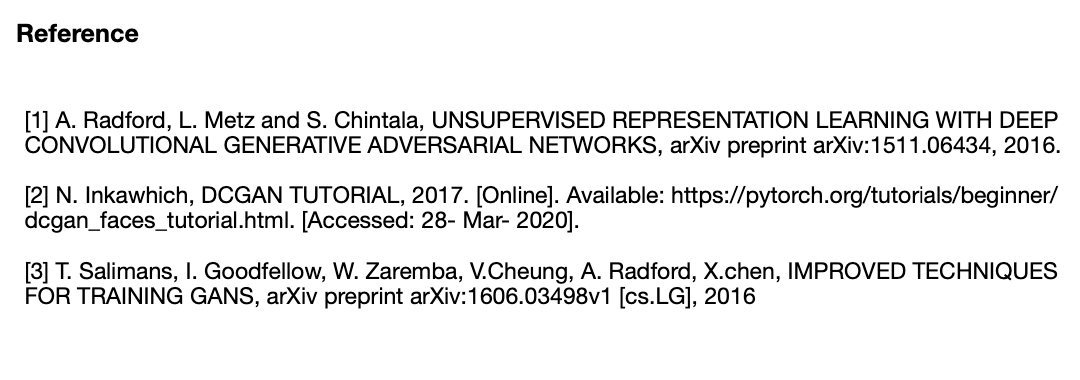 Reference
[1] A. Radford, L. Metz and S. Chintala, UNSUPERVISED REPRESENTATION LEARNING WITH DEEP
CONVOLUTIONAL GENERATIVE ADVERSARIAL NETWORKS, arXiv preprint arXiv:1511.06434, 2016.
[2] N. Inkawhich, DCGAN TUTORIAL, 2017. [Online]. Available: https://pytorch.org/tutorials/beginner/
dcgan_faces_tutorial.html. [Accessed: 28- Mar- 2020].
[3] T. Salimans, I. Goodfellow, W. Zaremba, V.Cheung, A. Radford, X.chen, IMPROVED TECHNIQUES
FOR TRAINING GANS, arXiv preprint arXiv:1606.03498v1 [cs.LG], 2016